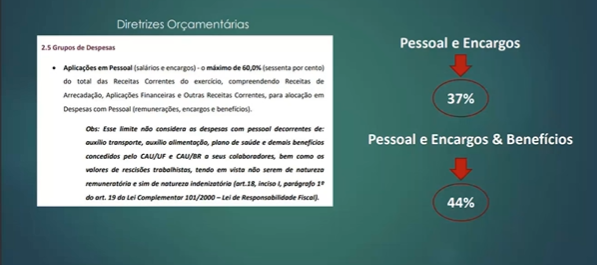 Diretrizes Orçamentárias
2.5 Grupos de Despesas
• Aplicações em Pessoal (salários e encargos) - o máximo de 60,0% (sessenta por cento)
do total das Receitas Correntes do exercício, compreendendo Receitas de
Arrecadação, Aplicações Financeiras e Outras Receitas Correntes, para alocação em
Despesas com Pessoal (remunerações, encargos e benefícios).
Obs: Esse limite não considera as despesas com pessoal decorrentes de:
auxílio transporte, auxílio alimentação, plano de saúde e demais benefícios
concedidos pelo CAU/UF e CAU/BR a seus colaboradores, bem como os
valores de rescisões trabalhistas, tendo em vista não serem de natureza
remuneratória e sim de natureza indenizatória (art.18, inciso I, parágrafo 1º
do art. 19 da Lei Complementar 101/2000 – Lei de Responsabilidade Fiscal).
Pessoal e Encargos
37%
Pessoal e Encargos & Benefícios
44%